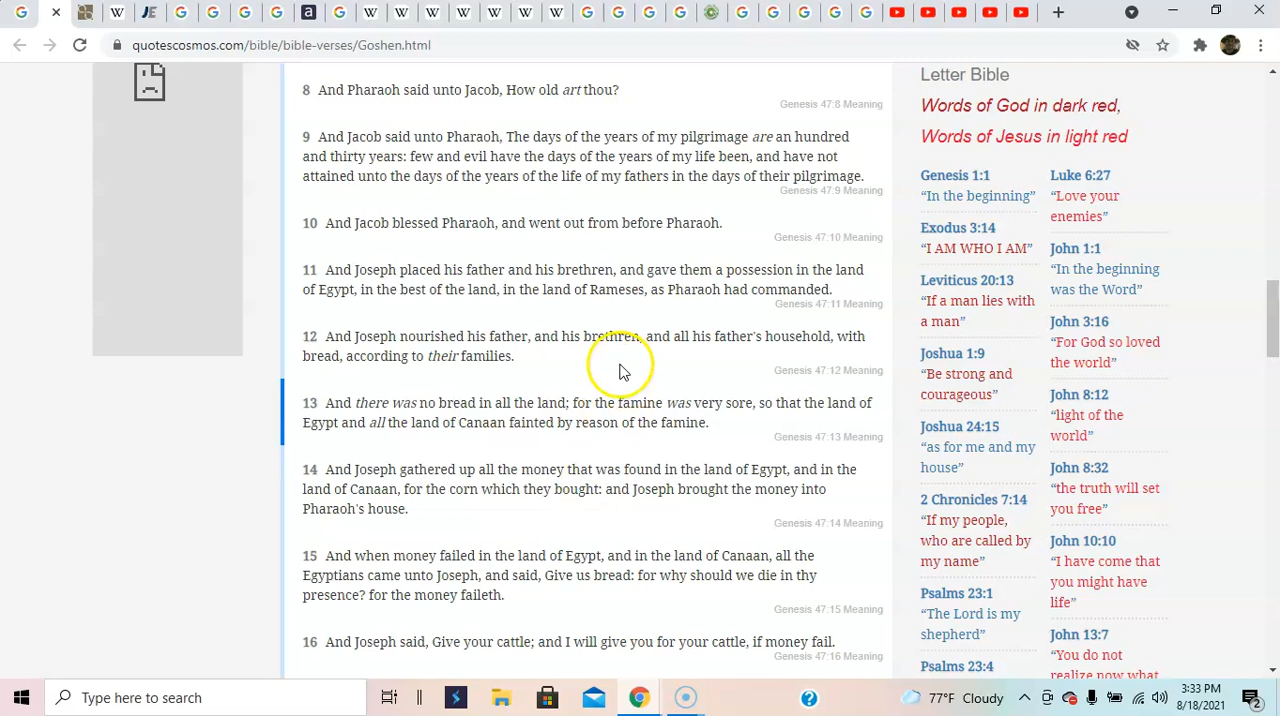 quotescosmos.com/bible/bible-verses/Goshen.html
8 And Pharaoh said unto Jacob, How old art thou?
Genesis 47:8 Meaning
9 And Jacob said unto Pharaoh, The days of the years of my pilgrimage are an hundred
and thirty years: few and evil have the days of the years of my life been, and have not
attained unto the days of the years of the life of my fathers in the days of their pilgrimage.
Genesis 47:9 Meaning
10 And Jacob blessed Pharaoh, and went out from before Pharaoh.
Genesis 47:10 Meaning
11 And Joseph placed his father and his brethren, and gave them a possession in the land
of Egypt, in the best of the land, in the land of Rameses, as Pharaoh had commanded.
Genesis 47:11 Meaning
12 And Joseph nourished his father, and his brethren, and all his father's household, with
bread, according to their families.
Genesis 47:12 Meaning
13 And there was no bread in all the land; for the famine was very sore, so that the land of
Egypt and all the land of Canaan fainted by reason of the famine.
Genesis 47:13 Meaning
14 And Joseph gathered up all the money that was found in the land of Egypt, and in the
land of Canaan, for the corn which they bought: and Joseph brought the money into
Pharaoh's house.
Genesis 47:14 Meaning
15 And when money failed in the land of Egypt, and in the land of Canaan, all the
Egyptians came unto Joseph, and said, Give us bread: for why should we die in thy
presence? for the money faileth.
Genesis 47:15 Meaning
16 And Joseph said, Give your cattle; and I will give you for your cattle, if money fail.
Genesis 47:16 Meaning
Letter Bible
Words of God in dark red,
Words of Jesus in light red
Genesis 1:1
“In the beginning”
Exodus 3:14
“I AM WHO I AM”
Leviticus 20:13
“If a man lies with
a man”
Joshua 1:9
“Be strong and
courageous”
Joshua 24:15
“as for me and my
house”
2 Chronicles 7:14
“If my people,
who are called by
my name”
Psalms 23:1
“The Lord is my
shepherd”
Psalms 23:4
Luke 6:27
“Love your
enemies”
John 1:1
“In the beginning
was the Word”
John 3:16
“For God so loved
the world”
John 8:12
“light of the
world”
John 8:32
“the truth will set
you free”
John 10:10
“I have come that
you might have
life”
John 13:7
“You do not
realize now what
Type here to search
77°F Cloudy
3:33 PM
8/18/2021
2